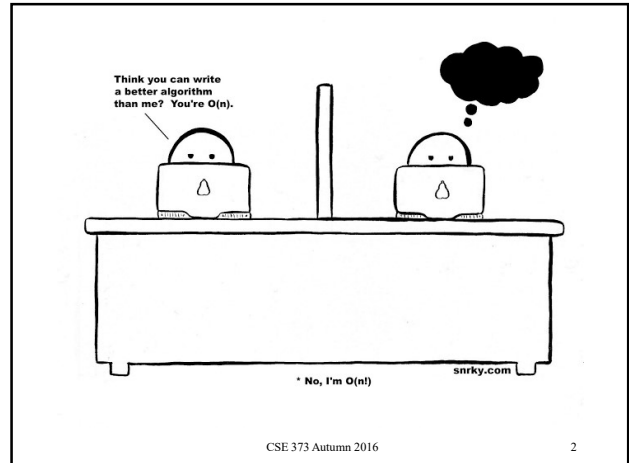 Think you can write
a better algorithm
than me? You're O(n).
snrky.com
* No, I'm O(n!)
CSE 373 Autumn 2016
2